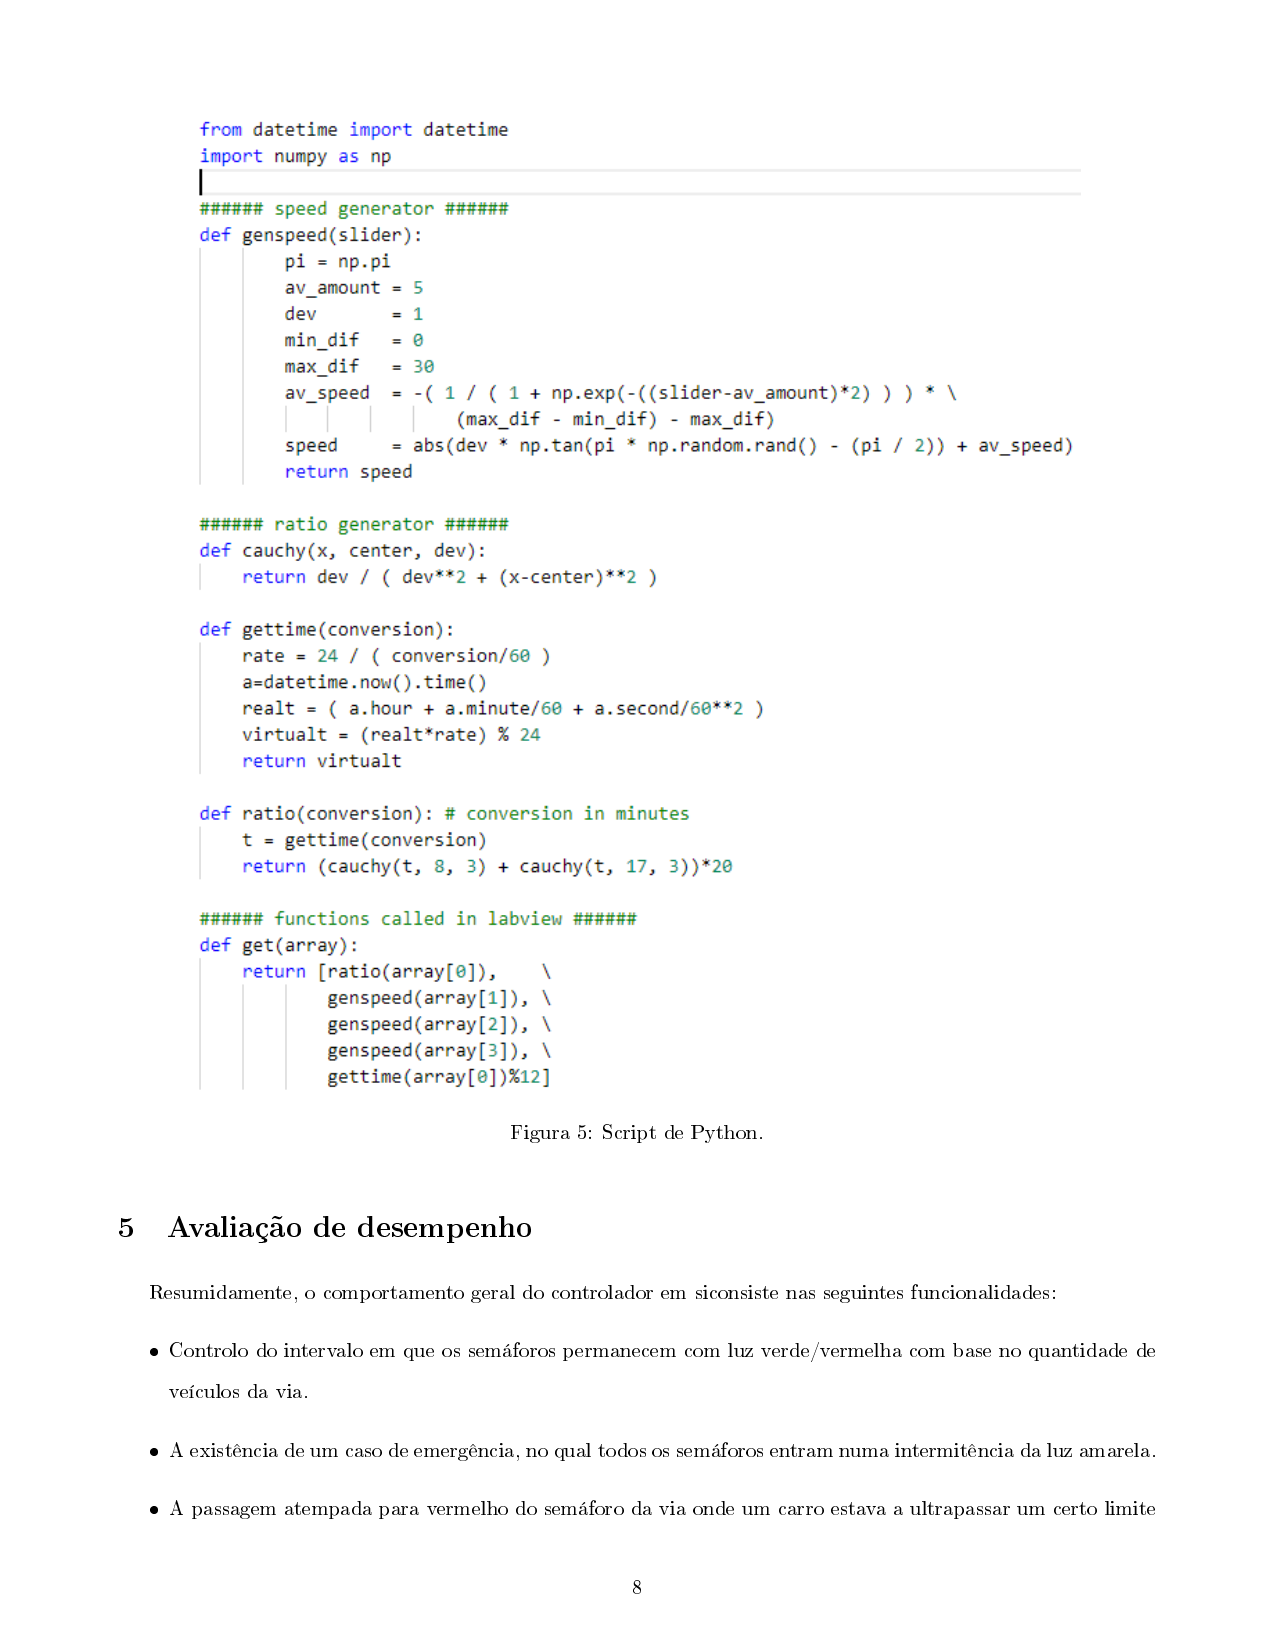 from datetime import datetime
import numpy as np
###### speed generator ######
def genspeed(slider):
        pi = np.pi
        av_amount = 5
        dev       = 1
        min_dif   = 0
        max_dif   = 30
        av_speed  = -( 1 / ( 1 + np.exp(-((slider-av_amount)*2) ) ) * \
                        (max_dif - min_dif) - max_dif)
        speed     = abs(dev * np.tan(pi * np.random.rand() - (pi / 2)) + av_speed)
        return speed
###### ratio generator ######
def cauchy(x, center, dev):
    return dev / ( dev**2 + (x-center)**2 )
def gettime(conversion):
    rate = 24 / ( conversion/60 )
    a=datetime.now().time()
    realt = ( a.hour + a.minute/60 + a.second/60**2 )
    virtualt = (realt*rate) % 24
    return virtualt
def ratio(conversion): # conversion in minutes
    t = gettime(conversion)
    return (cauchy(t, 8, 3) + cauchy(t, 17, 3))*20
###### functions called in labview ######
def get(array):
    return [ratio(array[0]),    \
            genspeed(array[1]), \
            genspeed(array[2]), \
            genspeed(array[3]), \
            gettime(array[0])%12]
Figura 5: Script de Python.
5 Avaliação de desempenho
Resumidamente, o comportamento geral do controlador em siconsiste nas seguintes funcionalidades:
• Controlo do intervalo em que os semáforos permanecem com luz verde/vermelha com base no quantidade de
veículos da via.
• A existência de um caso de emergência, no qual todos os semáforos entram numa intermitência da luz amarela.
• A passagem atempada para vermelho do semáforo da via onde um carro estava a ultrapassar um certo limite
8